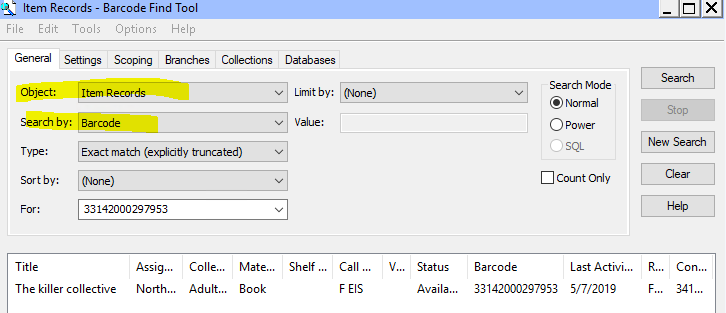 Item Records - Barcode Find Tool
File Edit Tools Options Help
General Settings Scoping Branches Collections Databases
Object: Item Records Limit by: (None) Search Mode Search
Search by: Barcode Value: Normal Stop
Type: Exact match (explicitly truncated) Power New Search
Sort by: (None) SQL Clear
For: 33142000297953 Count Only Help
Title Assig... Colle... Mate... Shelf ... Call ... V... Status Barcode Last Activi... R... Con...
The killer collective North... Adult... Book F EIS Availa... 33142000297953 5/7/2019 F... 341...